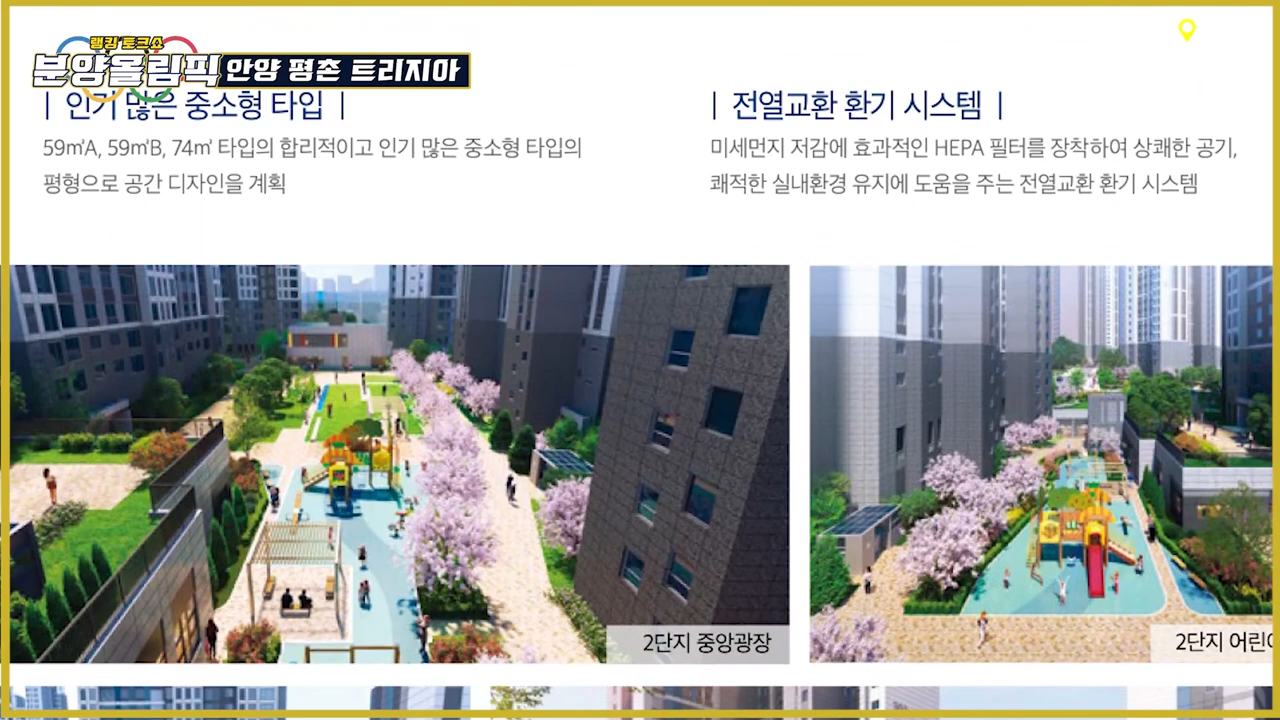 랭킹 토크쇼
분양올림픽 안양 평촌 트리지아
| 인기 많은 중소형 타입 |
59㎡A, 59㎡B, 74㎡ 타입의 합리적이고 인기 많은 중소형 타입의
평형으로 공간 디자인을 계획
| 전열교환 환기 시스템 |
미세먼지 저감에 효과적인 HEPA 필터를 장착하여 상쾌한 공기,
쾌적한 실내환경 유지에 도움을 주는 전열교환 환기 시스템
2단지 중앙광장
2단지 어린